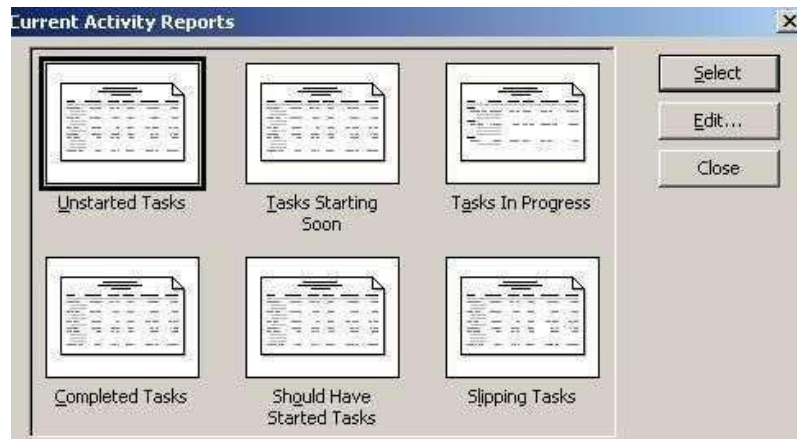 Current Activity Reports
Select
Edit...
Close
Unstarted Tasks
Tasks Starting
Soon
Tasks In Progress
Completed Tasks
Should Have
Started Tasks
Slipping Tasks